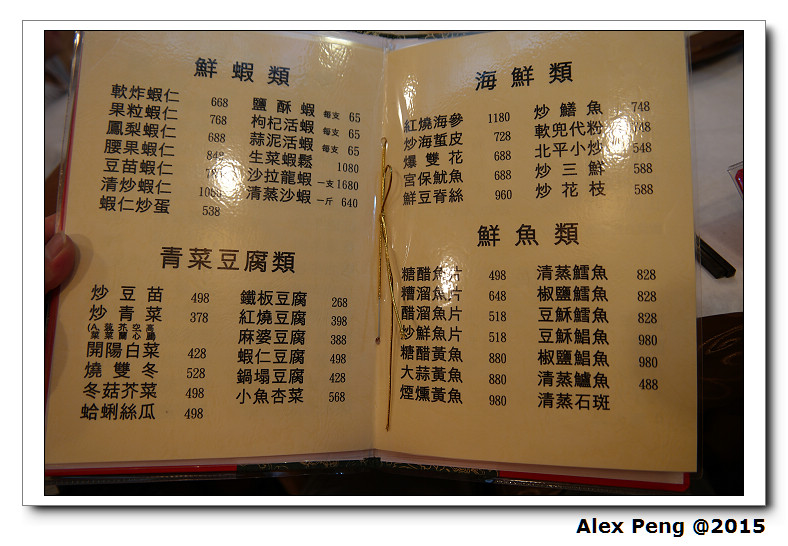 鮮蝦類
軟炸蝦仁 668
果粒蝦仁 768
鳳梨蝦仁 688
腰果蝦仁 848
豆苗蝦仁
清炒蝦仁
蝦仁炒蛋 538
鹽酥蝦 每支 65
枸杞活蝦 每支 65
蒜泥活蝦 每支 65
生菜蝦鬆 1080
沙拉龍蝦 一支 1680
清蒸沙蝦 一斤 640
青菜豆腐類
炒豆苗 498
炒青菜 378
開陽白菜 428
燒雙冬 528
冬菇芥菜 498
蛤蜊絲瓜 498
鐵板豆腐 268
紅燒豆腐 398
麻婆豆腐 388
蝦仁豆腐 498
鍋塌豆腐 428
小魚杏菜 568
海鮮類
紅燒海參 1180
炒海蜇皮 728
爆雙花 688
宮保魷魚 688
鮮豆脊絲 960
炒鱔魚 748
軟兜代粉
北平小炒 548
炒三鮮 588
炒花枝 588
鮮魚類
糖醋魚片 498
糟溜魚片 648
醋溜魚片 518
炒鮮魚片 518
糖醋黃魚 880
大蒜黃魚 880
煙燻黃魚 980
清蒸鱈魚 828
椒鹽鱈魚 828
豆酥鱈魚 828
豆酥鯧魚 980
椒鹽鯧魚 980
清蒸鱸魚 488
清蒸石斑
Alex Peng @2015